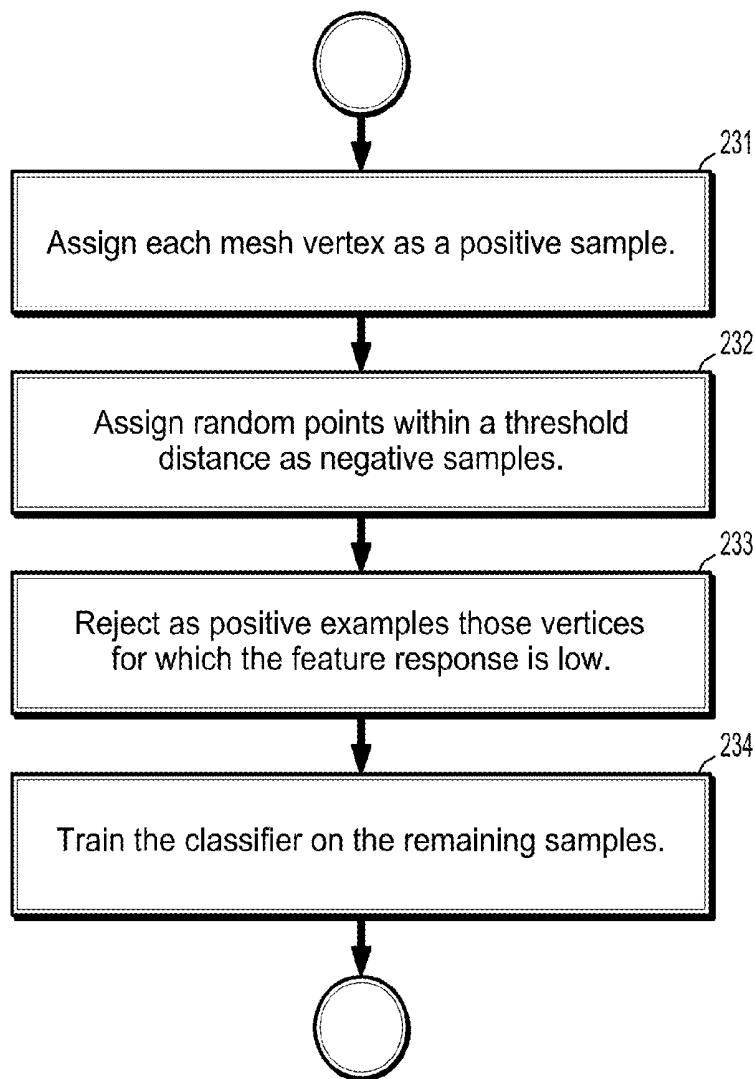 231
Assign each mesh vertex as a positive sample.
232
Assign random points within a threshold
distance as negative samples.
233
Reject as positive examples those vertices
for which the feature response is low.
234
Train the classifier on the remaining samples.